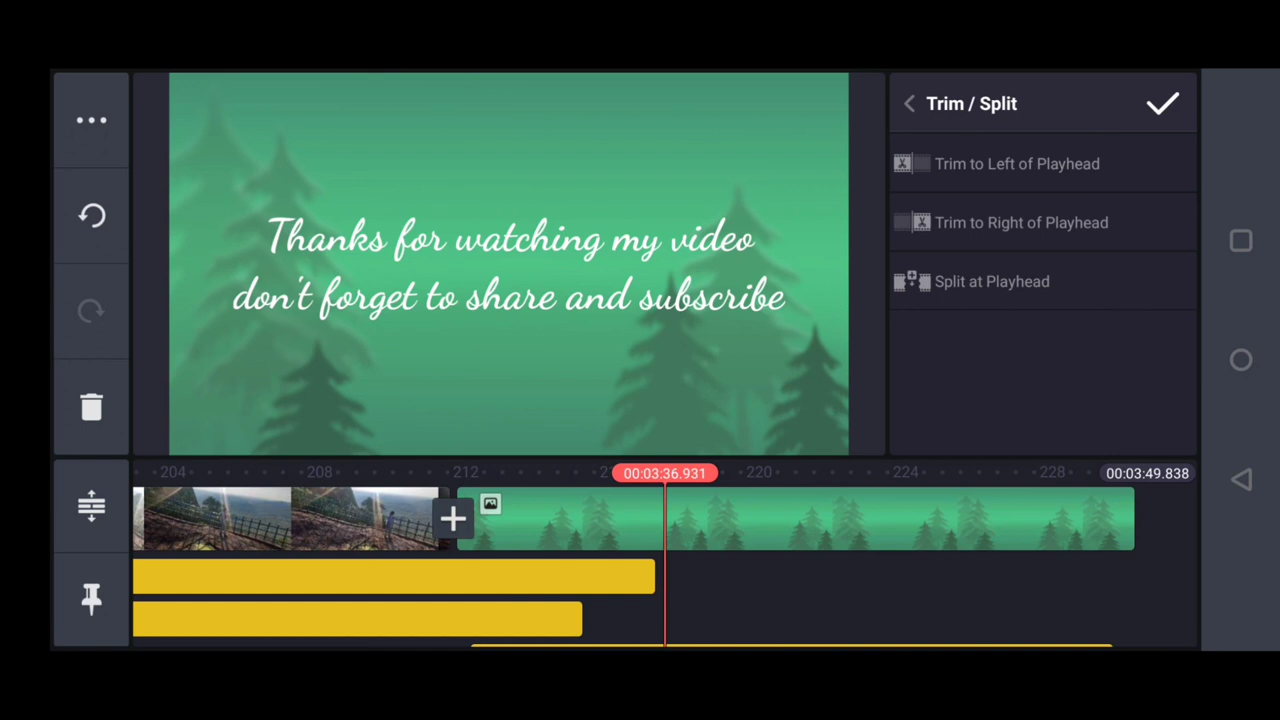 Trim / Split
Trim to Left of Playhead
Trim to Right of Playhead
Split at Playhead
Thanks for watching my video
don't forget to share and subscribe
204
208
212
00:03:36.931
220
224
228
00:03:49.838